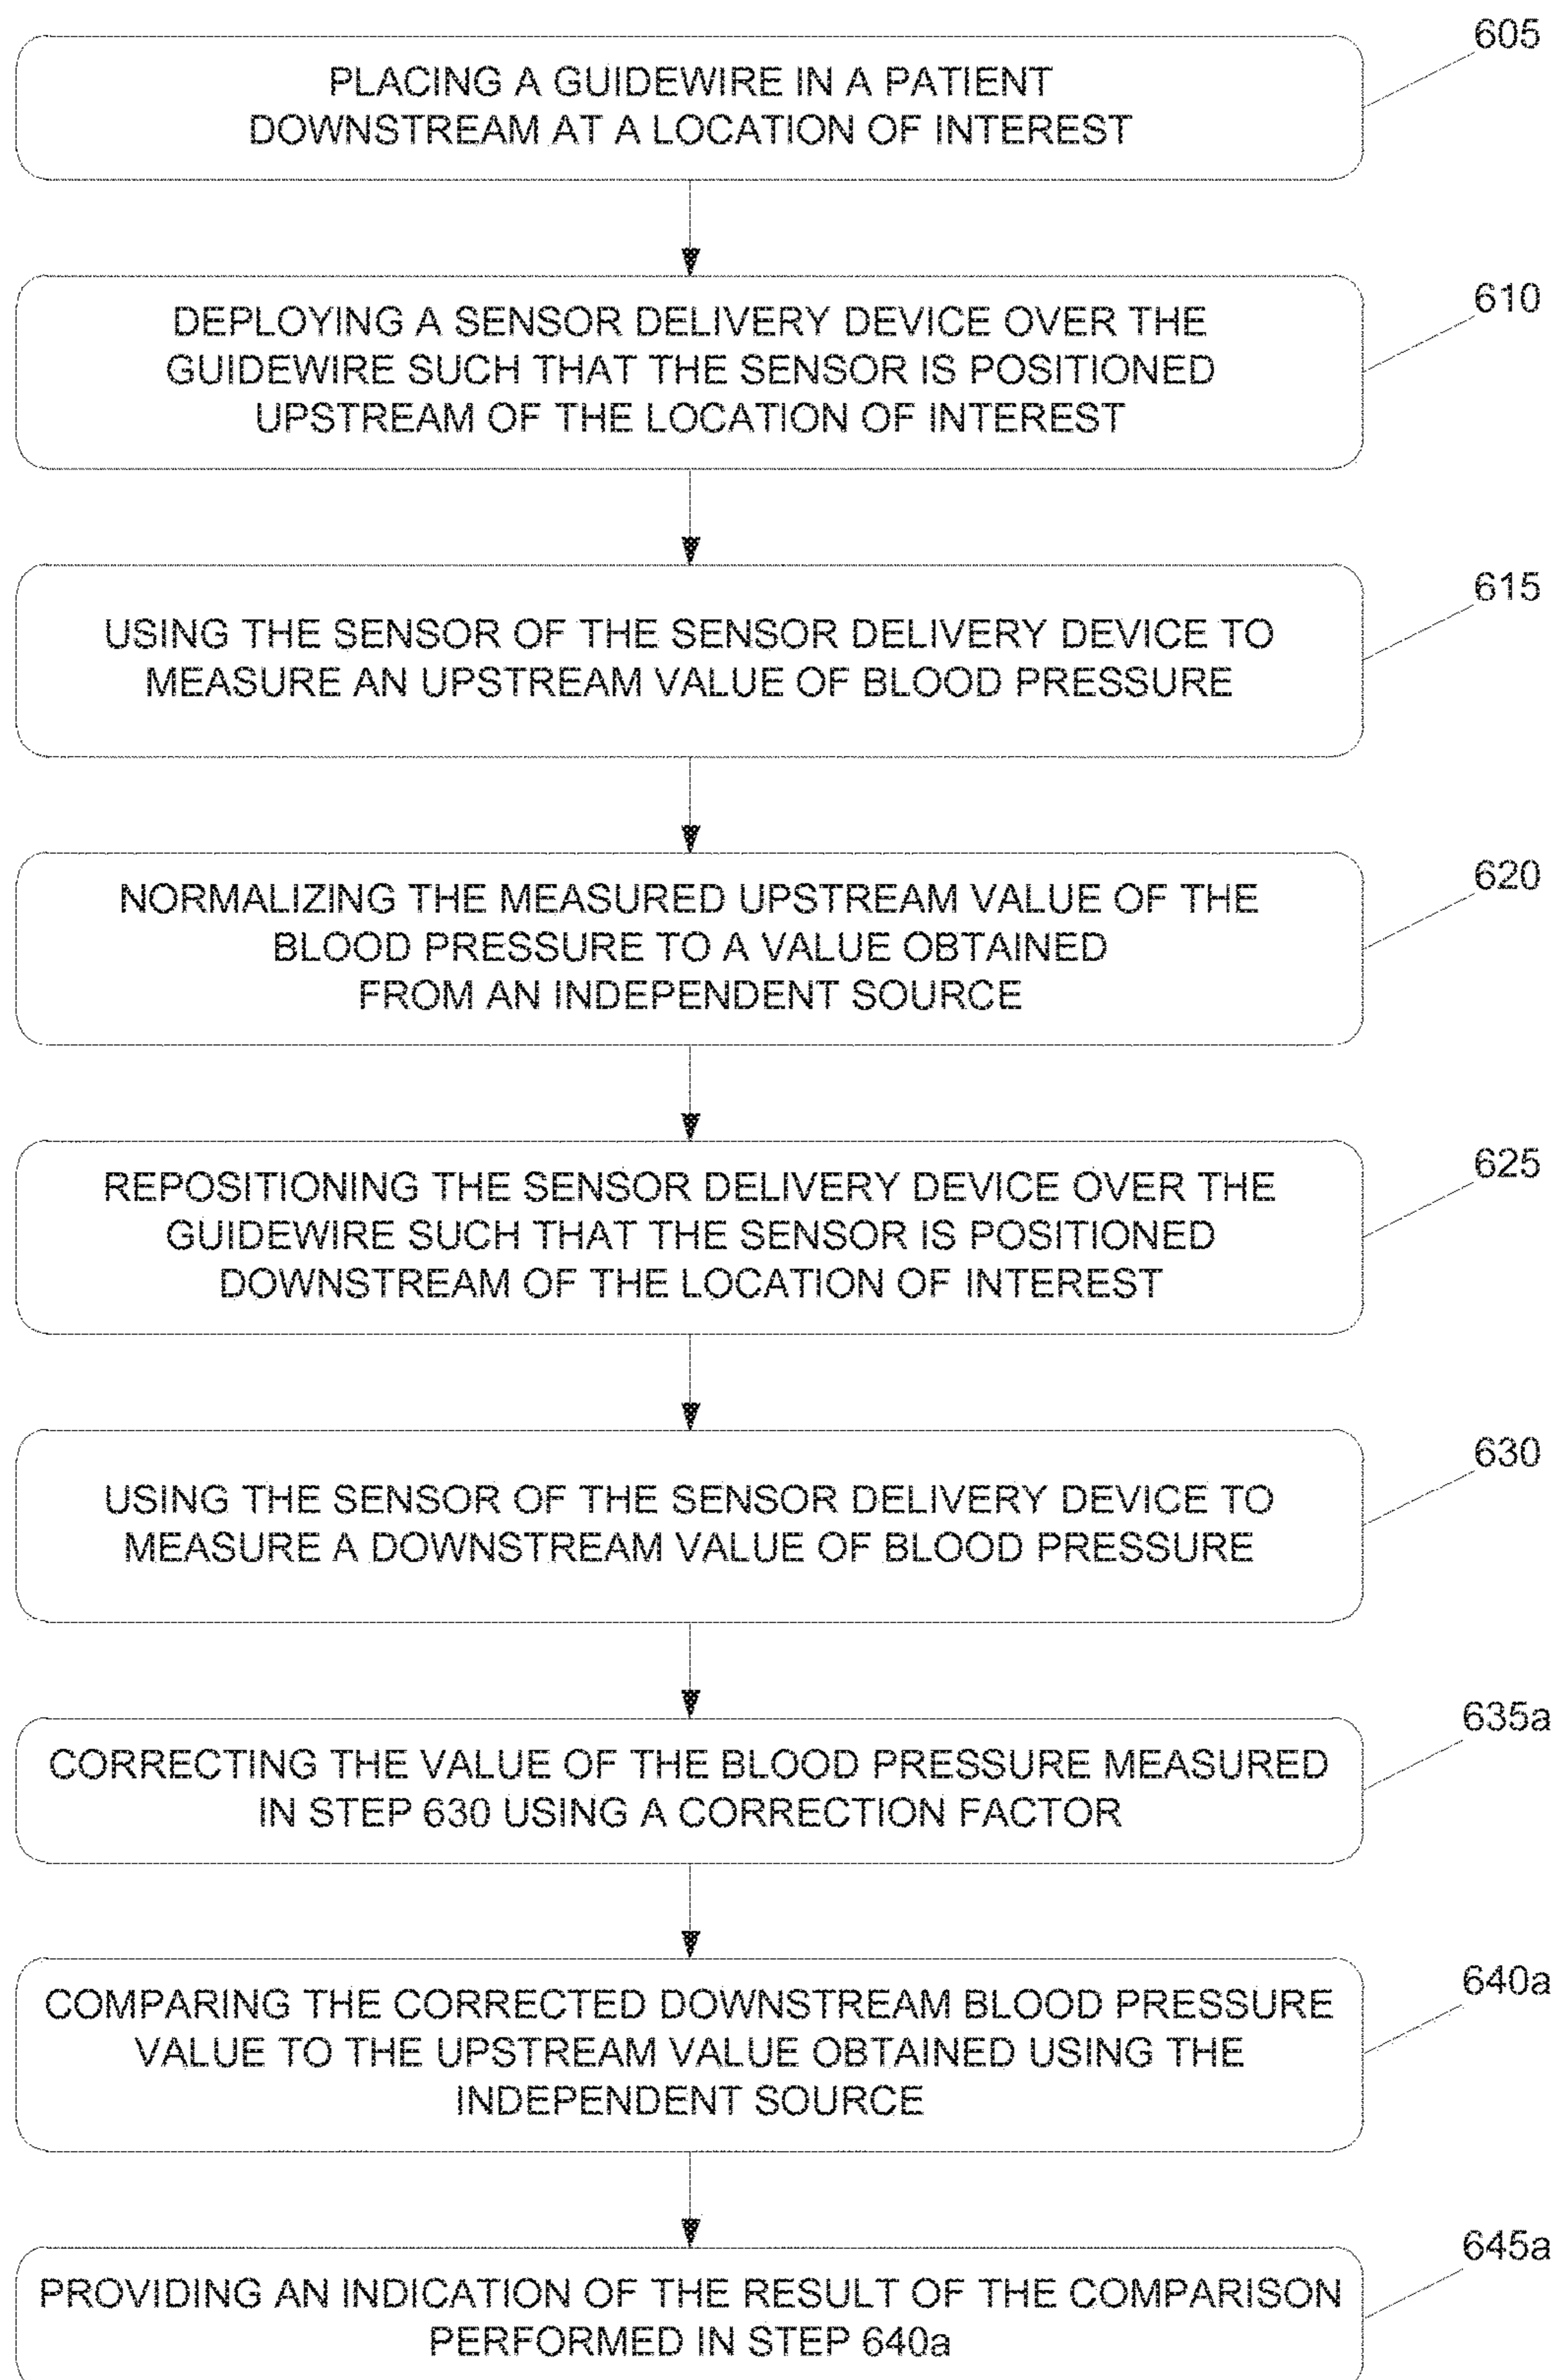 605
PLACING A GUIDEWIRE IN A PATIENT
DOWNSTREAM AT A LOCATION OF INTEREST
610
DEPLOYING A SENSOR DELIVERY DEVICE OVER THE
GUIDEWIRE SUCH THAT THE SENSOR IS POSITIONED
UPSTREAM OF THE LOCATION OF INTEREST
615
USING THE SENSOR OF THE SENSOR DELIVERY DEVICE TO
MEASURE AN UPSTREAM VALUE OF BLOOD PRESSURE
620
NORMALIZING THE MEASURED UPSTREAM VALUE OF THE
BLOOD PRESSURE TO A VALUE OBTAINED
FROM AN INDEPENDENT SOURCE
625
REPOSITIONING THE SENSOR DELIVERY DEVICE OVER THE
GUIDEWIRE SUCH THAT THE SENSOR IS POSITIONED
DOWNSTREAM OF THE LOCATION OF INTEREST
630
USING THE SENSOR OF THE SENSOR DELIVERY DEVICE TO
MEASURE A DOWNSTREAM VALUE OF BLOOD PRESSURE
635a
CORRECTING THE VALUE OF THE BLOOD PRESSURE MEASURED
IN STEP 630 USING A CORRECTION FACTOR
640a
COMPARING THE CORRECTED DOWNSTREAM BLOOD PRESSURE
VALUE TO THE UPSTREAM VALUE OBTAINED USING THE
INDEPENDENT SOURCE
645a
PROVIDING AN INDICATION OF THE RESULT OF THE COMPARISON
PERFORMED IN STEP 640a